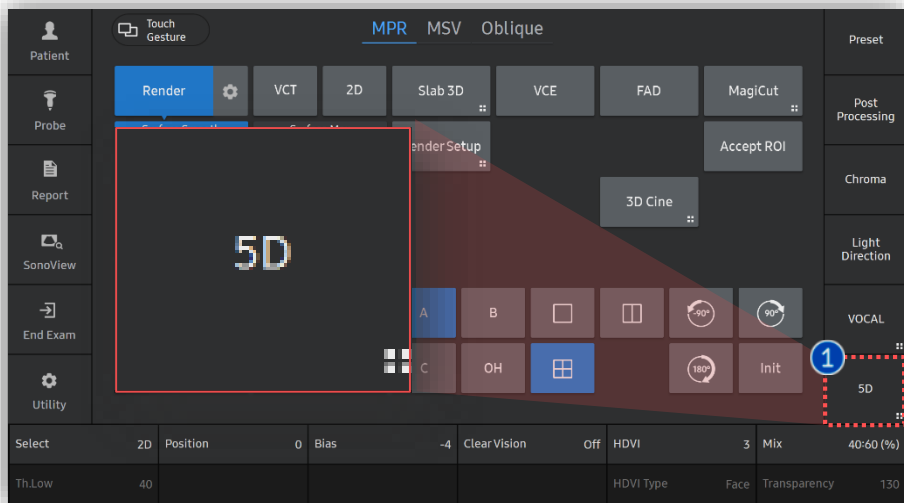 Touch
Gesture
MPR MSV Oblique
Patient
Preset
Render VCT 2D Slab 3D VCE FAD MagiCut
Probe
Post
Processing
Accept ROI
Report
Chroma
3D Cine
5D
SonoView
Light
Direction
A B -90° 90°
End Exam
VOCAL
1
C OH 180° Init
5D
Utility
Select 2D Position 0 Bias -4 ClearVision Off HDVI 3 Mix 40:60 (%)
Th.Low 40 HDVI Type Face Transparency 130